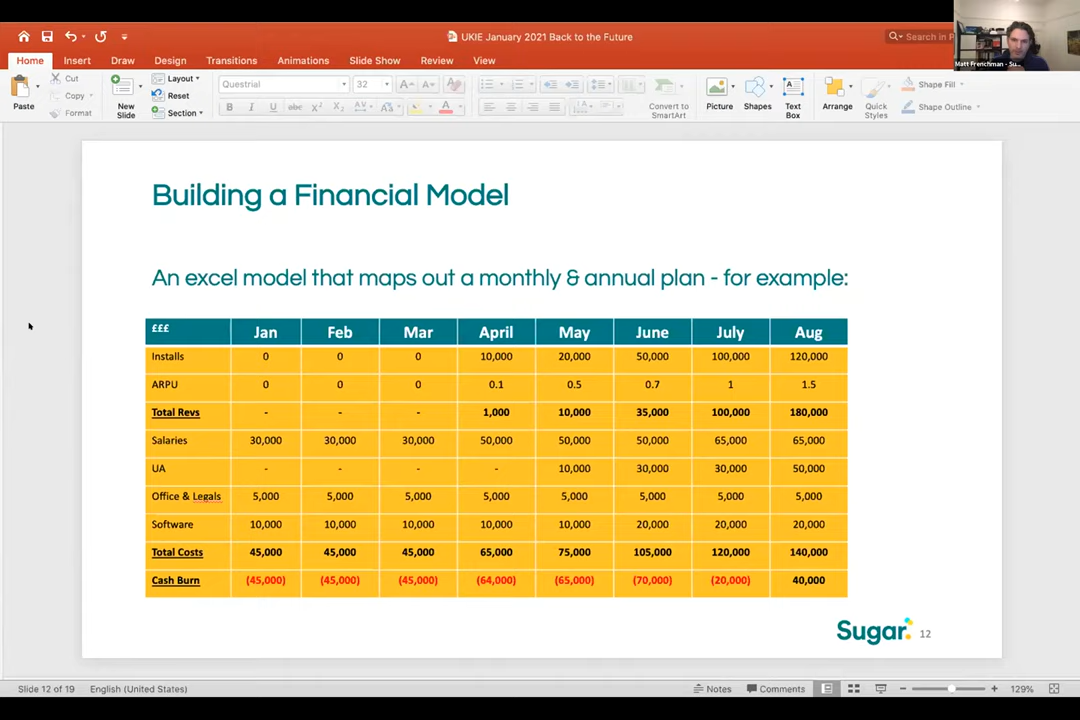 UKIE January 2021 Back to the Future
Search in P
Matt Frenchman - Su...
Home Insert Draw Design Transitions Animations Slide Show Review View
Paste
Cut
Copy
Format
New Slide
Layout
Reset
Section
Questrial 32
B I U abc
Convert to SmartArt
Picture
Shapes
Text Box
Arrange
Quick Styles
Shape Fill
Shape Outline
Building a Financial Model
An excel model that maps out a monthly & annual plan - for example:
£££ Jan Feb Mar April May June July Aug
Installs 0 0 0 10,000 20,000 50,000 100,000 120,000
ARPU 0 0 0 0.1 0.5 0.7 1 1.5
Total Revs - - - 1,000 10,000 35,000 100,000 180,000
Salaries 30,000 30,000 30,000 50,000 50,000 50,000 65,000 65,000
UA - - - - 10,000 30,000 30,000 50,000
Office & Legals 5,000 5,000 5,000 5,000 5,000 5,000 5,000 5,000
Software 10,000 10,000 10,000 10,000 10,000 20,000 20,000 20,000
Total Costs 45,000 45,000 45,000 65,000 75,000 105,000 120,000 140,000
Cash Burn (45,000) (45,000) (45,000) (64,000) (65,000) (70,000) (20,000) 40,000
Sugar 12
Slide 12 of 19 English (United States) Notes Comments 129%